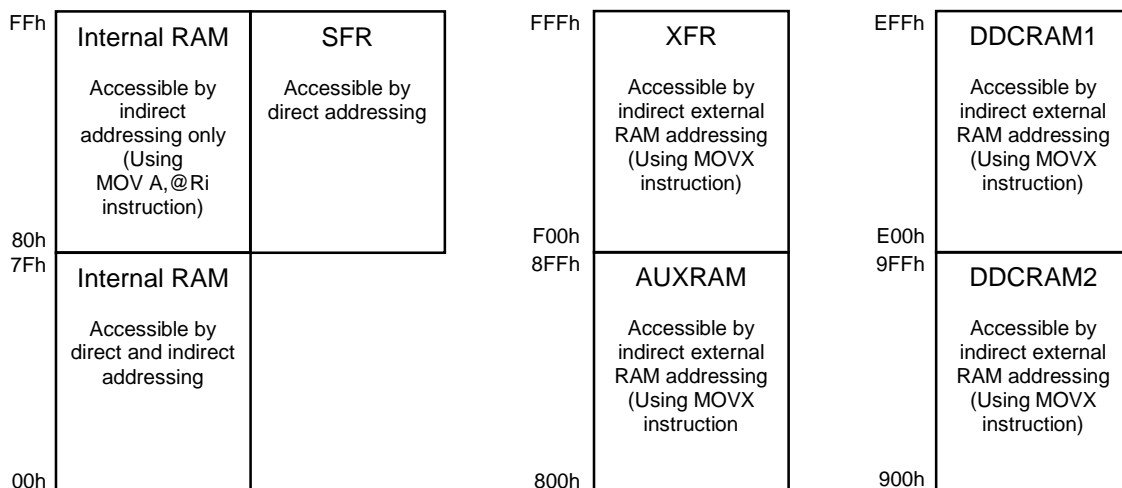 FFh
Internal RAM
Accessible by
indirect
addressing only
(Using
MOV A,@Ri
instruction)
80h
SFR
Accessible by
direct addressing
7Fh
Internal RAM
Accessible by
direct and indirect
addressing
00h
FFFh
XFR
Accessible by
indirect external
RAM addressing
(Using MOVX
instruction)
F00h
8FFh
AUXRAM
Accessible by
indirect external
RAM addressing
(Using MOVX
instruction
800h
EFFh
DDCRAM1
Accessible by
indirect external
RAM addressing
(Using MOVX
instruction)
E00h
9FFh
DDCRAM2
Accessible by
indirect external
RAM addressing
(Using MOVX
instruction)
900h